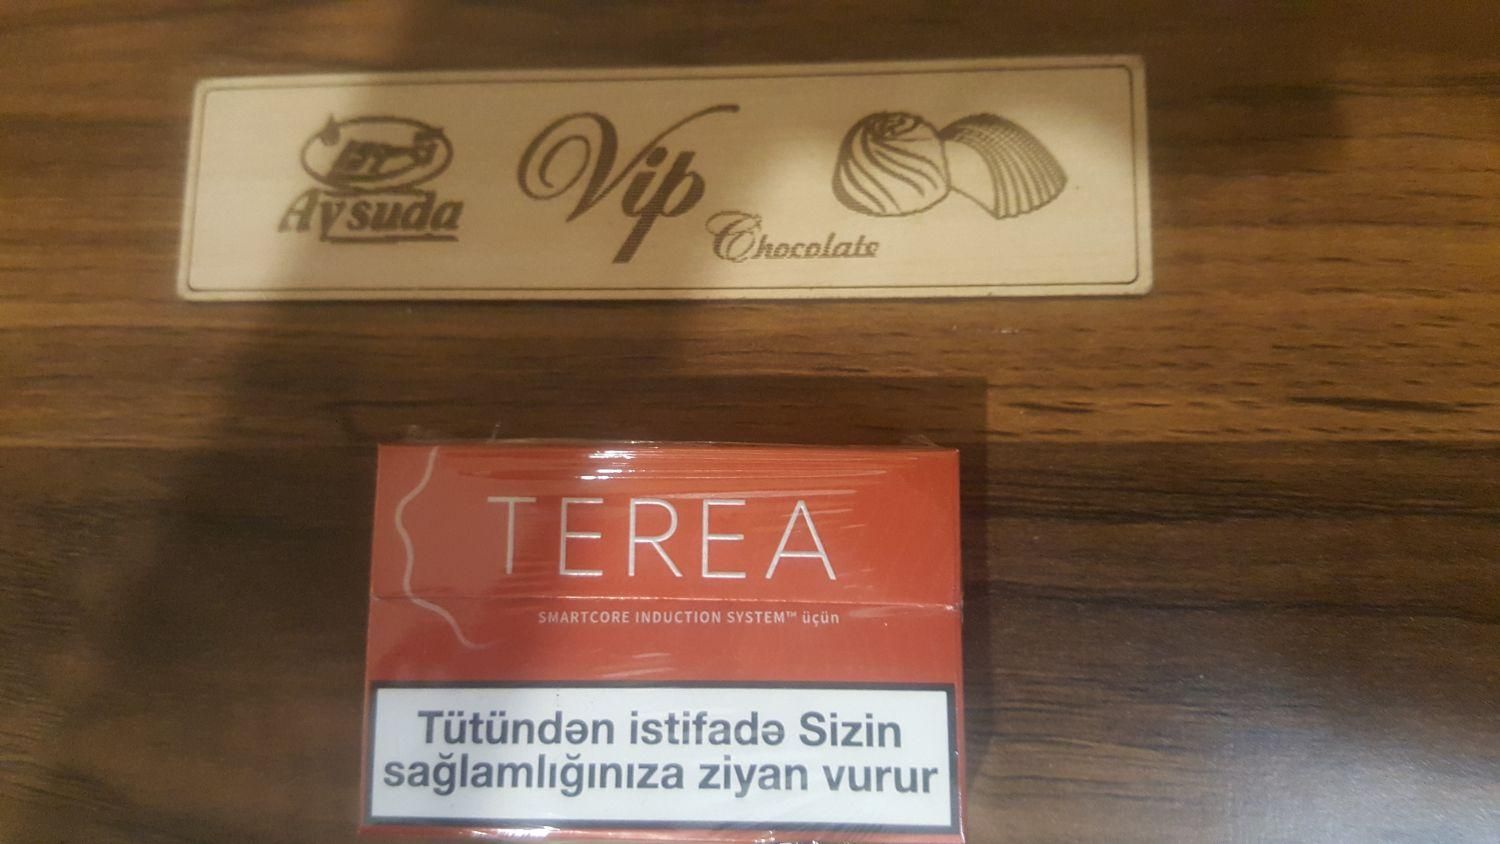 Aysuda
Vip
Chocolate
TEREA
SMARTCORE INDUCTION SYSTEM™ üçün
Tütündən istifadə Sizin
sağlamlığınıza ziyan vurur